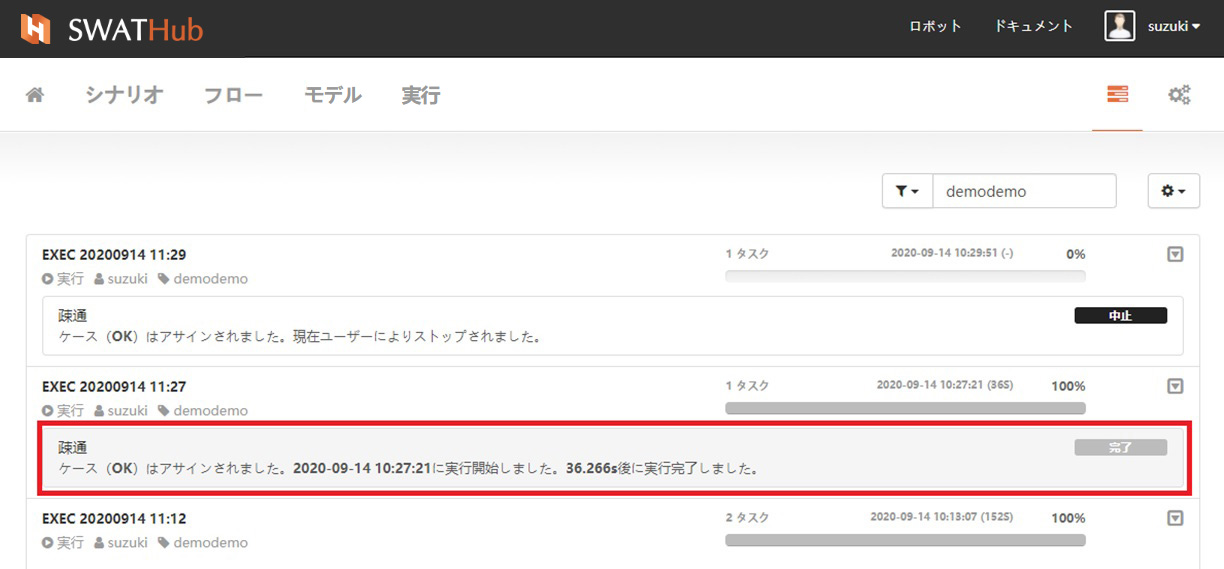 SWATHub
ロボット ドキュメント suzuki
シナリオ フロー モデル 実行
demodemo
EXEC 20200914 11:29 1 タスク 2020-09-14 10:29:51 (-) 0%
実行 suzuki demodemo
疎通 中止
ケース（OK）はアサインされました。現在ユーザーによりストップされました。
EXEC 20200914 11:27 1 タスク 2020-09-14 10:27:21 (36S) 100%
実行 suzuki demodemo
疎通 完了
ケース（OK）はアサインされました。2020-09-14 10:27:21に実行開始しました。36.266s後に実行完了しました。
EXEC 20200914 11:12 2 タスク 2020-09-14 10:13:07 (152S) 100%
実行 suzuki demodemo